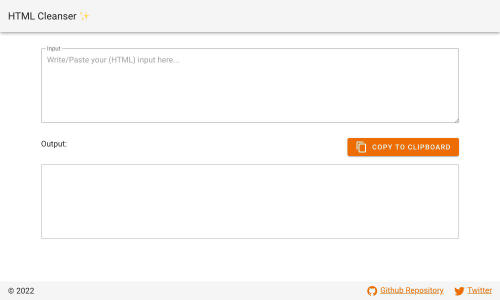 HTML Cleanser ✨
Input
Write/Paste your (HTML) input here...
Output:
COPY TO CLIPBOARD
© 2022
Github Repository
Twitter